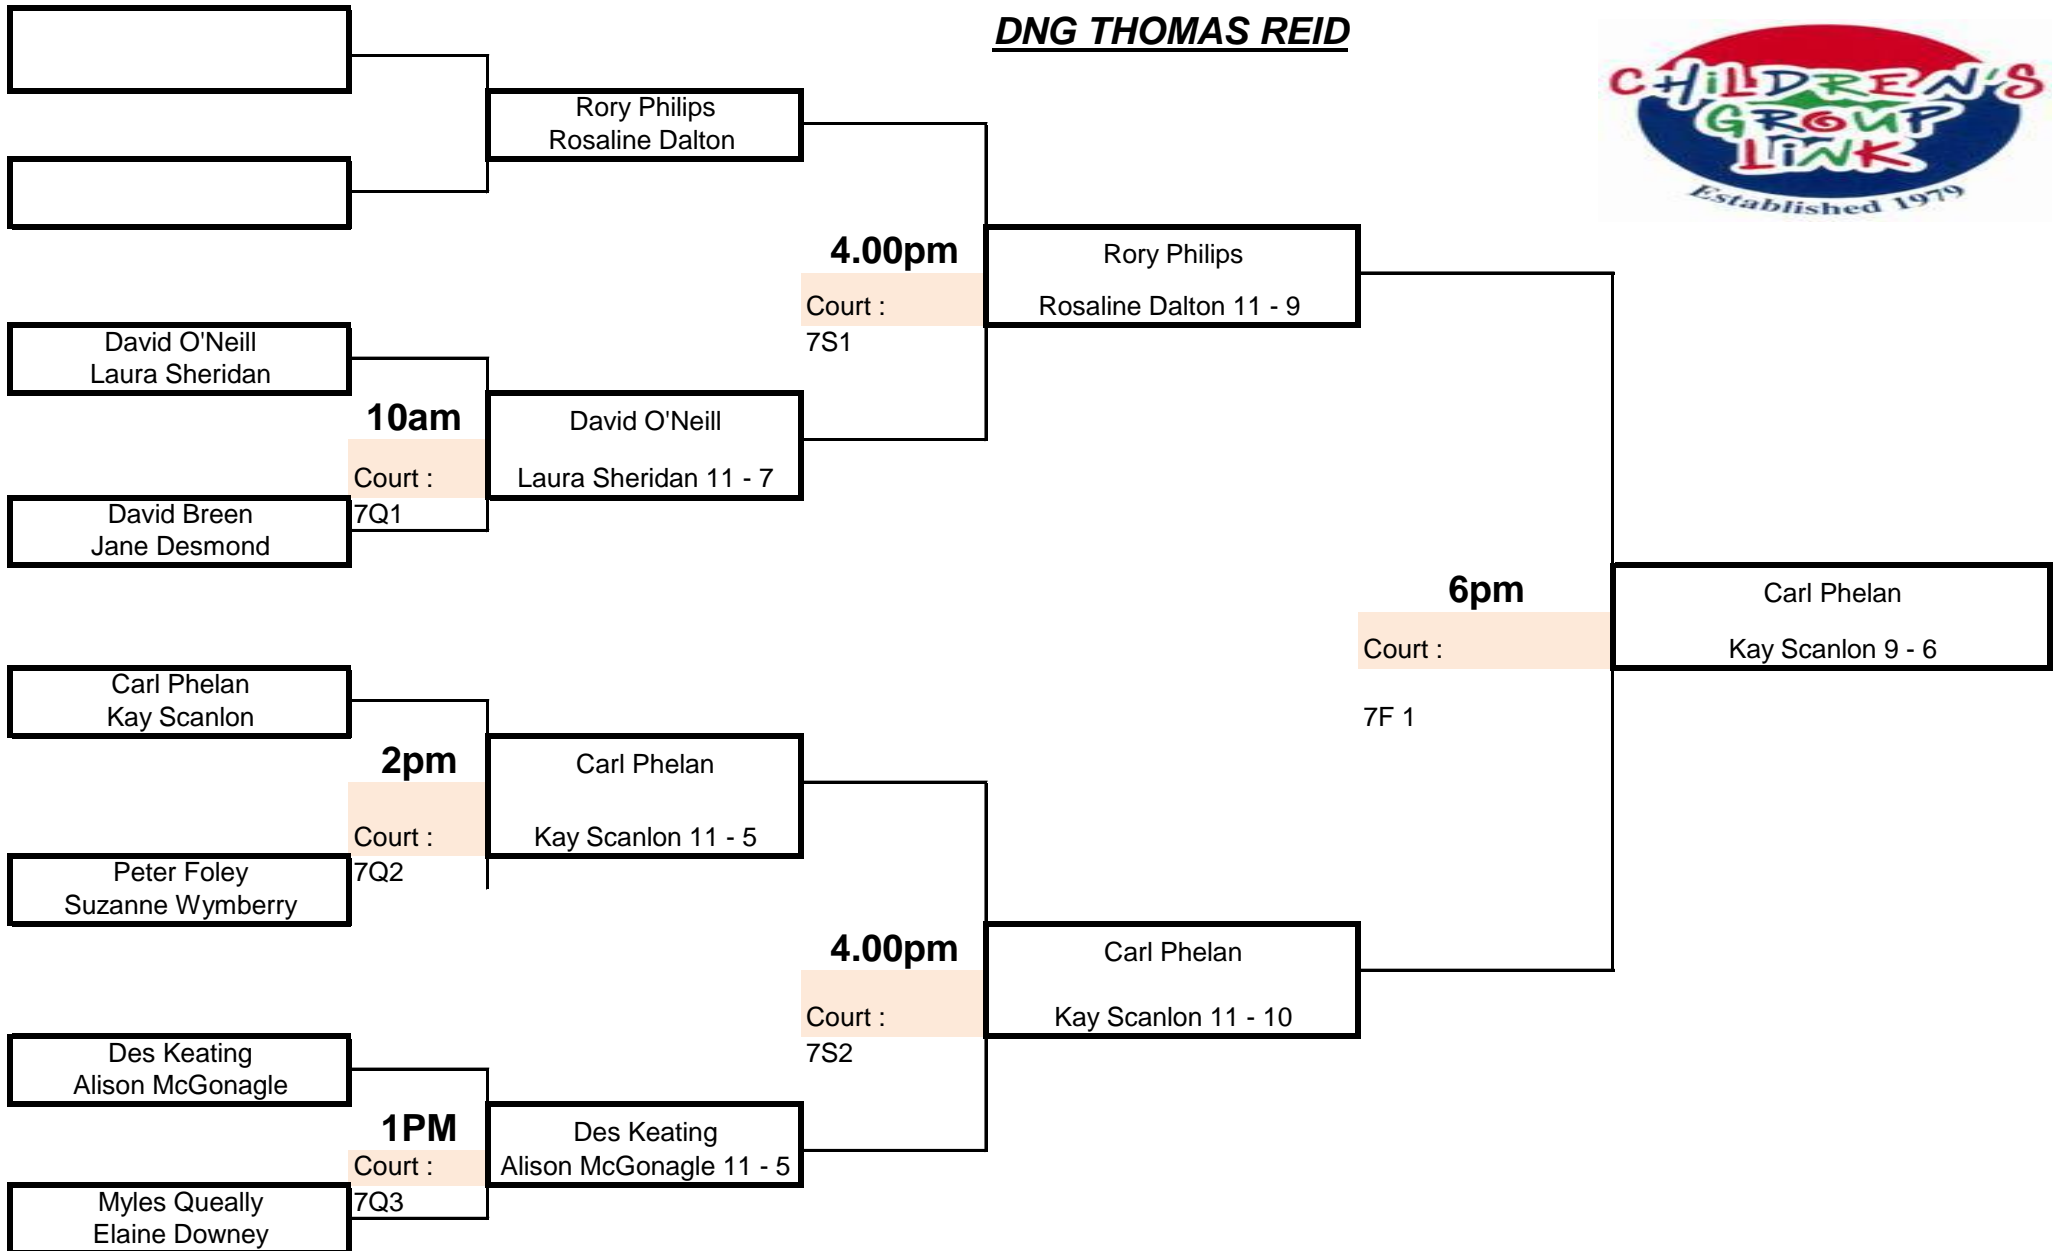 DNG THOMAS REID
CHiLDREN'S
GROUP
LiNK
Established 1979
Rory Philips
Rosaline Dalton
4.00pm
Rory Philips
Court :
Rosaline Dalton 11 - 9
7S1
David O'Neill
Laura Sheridan
10am
David O'Neill
Court :
Laura Sheridan 11 - 7
David Breen
7Q1
Jane Desmond
6pm
Carl Phelan
Court :
Kay Scanlon 9 - 6
7F 1
Carl Phelan
Kay Scanlon
2pm
Carl Phelan
Court :
Kay Scanlon 11 - 5
Peter Foley
7Q2
Suzanne Wymberry
4.00pm
Carl Phelan
Court :
Kay Scanlon 11 - 10
7S2
Des Keating
Alison McGonagle
1PM
Des Keating
Court :
Alison McGonagle 11 - 5
Myles Queally
7Q3
Elaine Downey